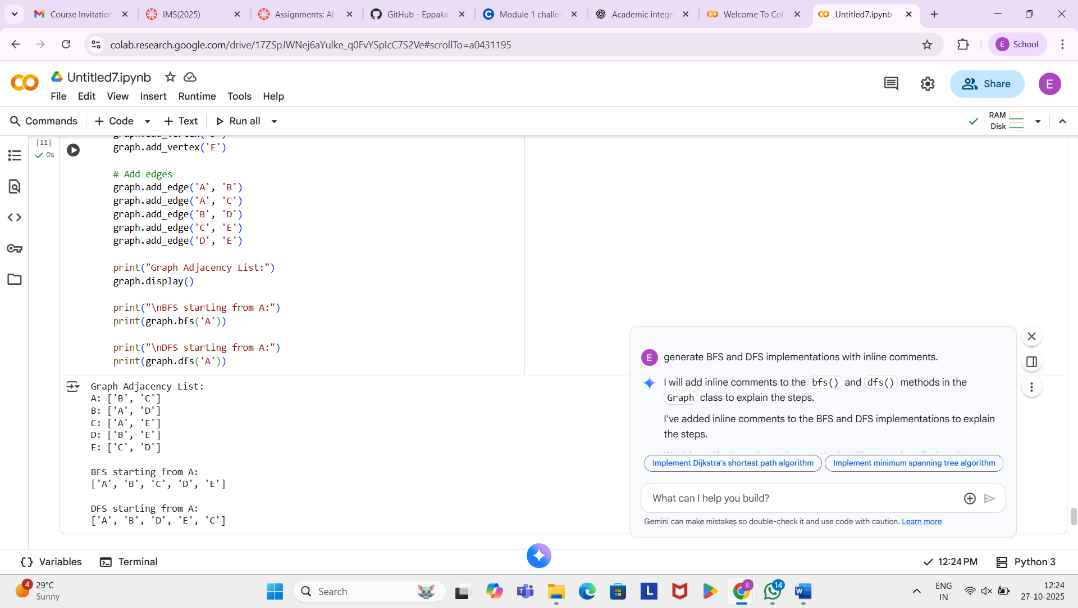 Course Invitation
IMS(2025)
Assignments: AI
GitHub - Eppaka
Module 1 challen
Academic integri
Welcome To Cola
Untitled7.ipynb
colab.research.google.com/drive/17ZSpJWNej6aYulke_q0FvYSpIcC7S2Ve#scrollTo=a0431195
E School
Untitled7.ipynb
File Edit View Insert Runtime Tools Help
Share
E
Commands + Code + Text Run all
RAM
Disk
[11]
0s
graph.add_vertex('E')
# Add edges
graph.add_edge('A', 'B')
graph.add_edge('A', 'C')
graph.add_edge('B', 'D')
graph.add_edge('C', 'E')
graph.add_edge('D', 'E')
print("Graph Adjacency List:")
graph.display()
print("\nBFS starting from A:")
print(graph.bfs('A'))
print("\nDFS starting from A:")
print(graph.dfs('A'))
Graph Adjacency List:
A: ['B', 'C']
B: ['A', 'D']
C: ['A', 'E']
D: ['B', 'E']
E: ['C', 'D']
BFS starting from A:
['A', 'B', 'C', 'D', 'E']
DFS starting from A:
['A', 'B', 'D', 'E', 'C']
E generate BFS and DFS implementations with inline comments.
I will add inline comments to the bfs() and dfs() methods in the
Graph class to explain the steps.
I've added inline comments to the BFS and DFS implementations to explain
the steps.
Implement Dijkstra's shortest path algorithm Implement minimum spanning tree algorithm
What can I help you build?
Gemini can make mistakes so double-check it and use code with caution. Learn more
Variables Terminal
12:24 PM Python 3
4
29°C
Sunny
Search
14
ENG
IN
12:24
27-10-2025